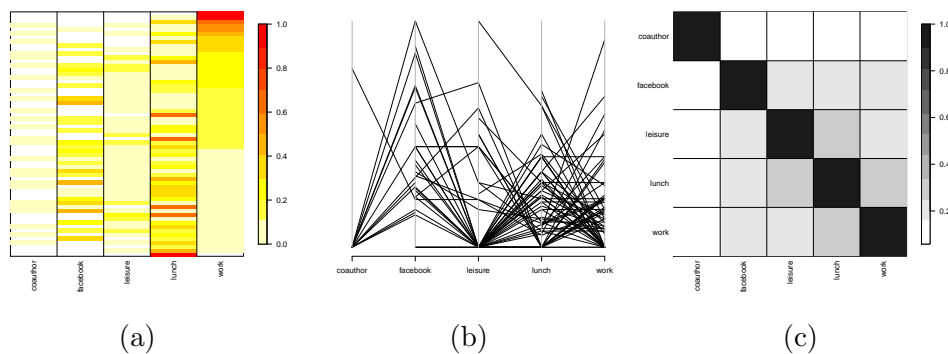 1.0
0.8
0.6
0.4
0.2
0.0
coauthor
facebook
leisure
lunch
work
(a)
coauthor facebook leisure lunch work
(b)
coauthor
facebook
leisure
lunch
work
1.0
0.8
0.6
0.4
0.2
coauthor
facebook
leisure
lunch
work
(c)